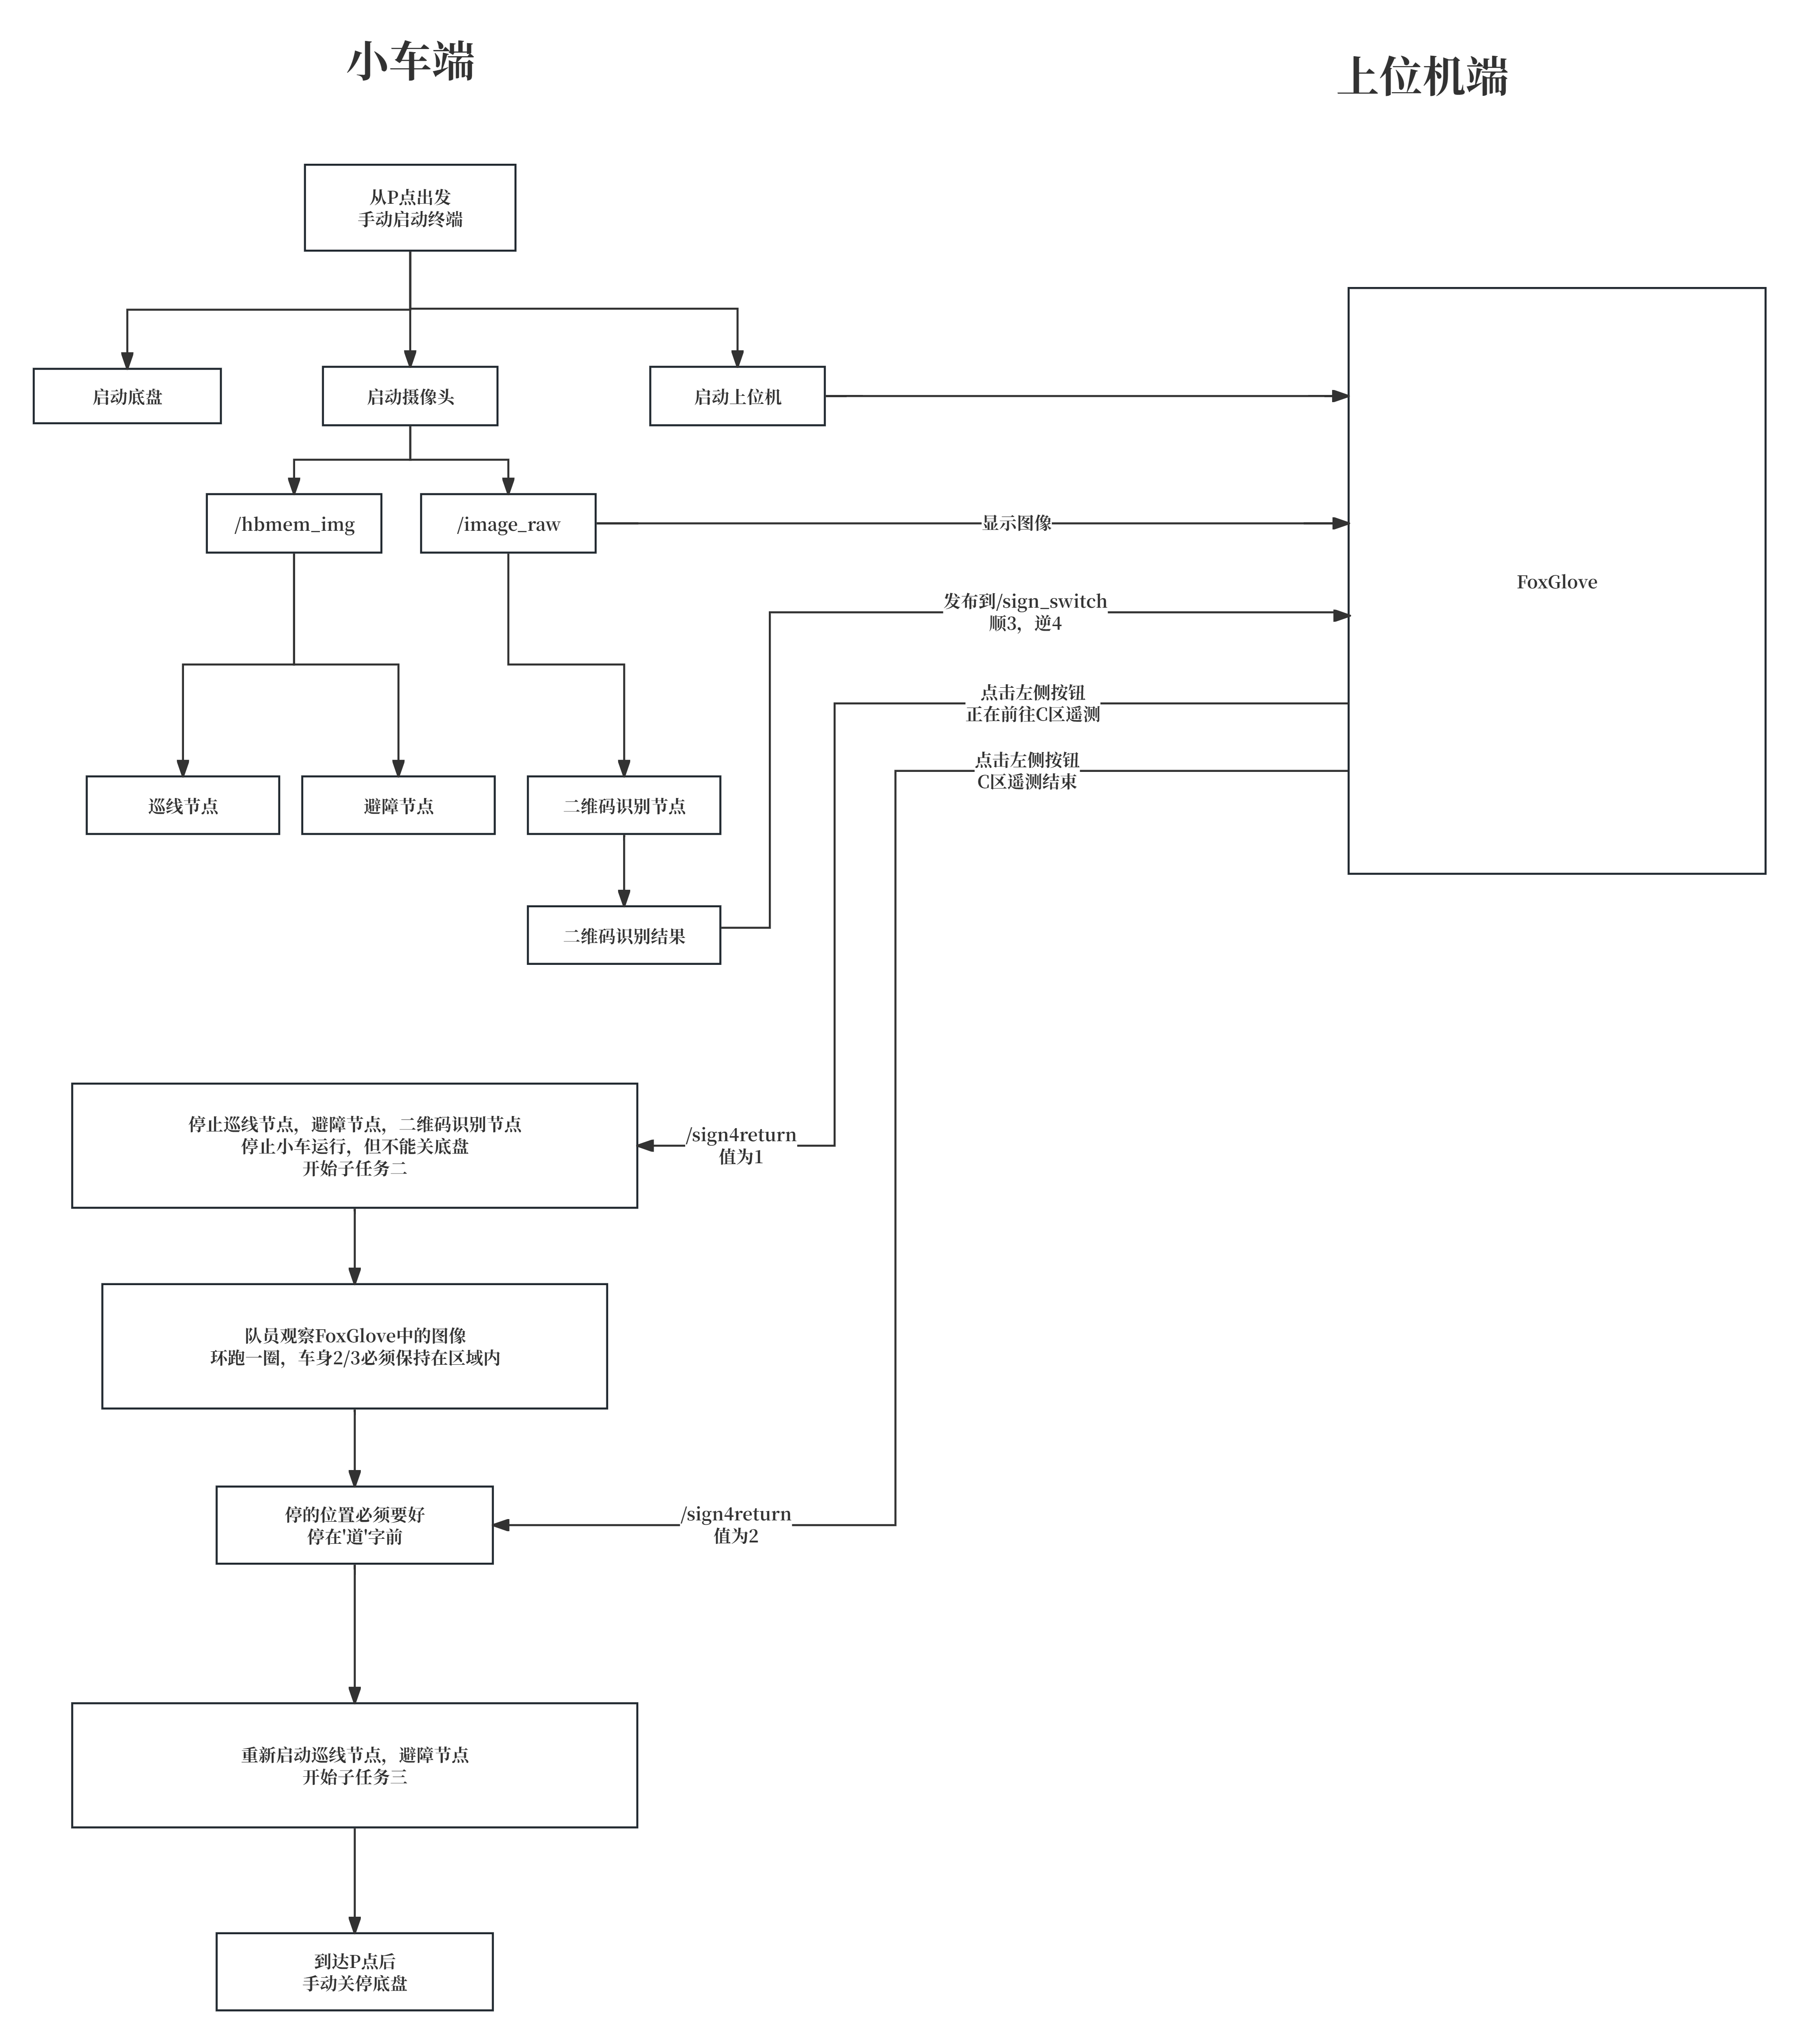 小车端
上位机端
从P点出发
手动启动终端
启动底盘
启动摄像头
启动上位机
/hbmem_img
/image_raw
显示图像
FoxGlove
发布到/sign_switch
顺3，逆4
点击左侧按钮
正在前往C区遥测
点击左侧按钮
C区遥测结束
巡线节点
避障节点
二维码识别节点
二维码识别结果
停止巡线节点，避障节点，二维码识别节点
停止小车运行，但不能关底盘
开始子任务二
/sign4return
值为1
队员观察FoxGlove中的图像
环跑一圈，车身2/3必须保持在区域内
停的位置必须要好
停在'道'字前
/sign4return
值为2
重新启动巡线节点，避障节点
开始子任务三
到达P点后
手动关停底盘